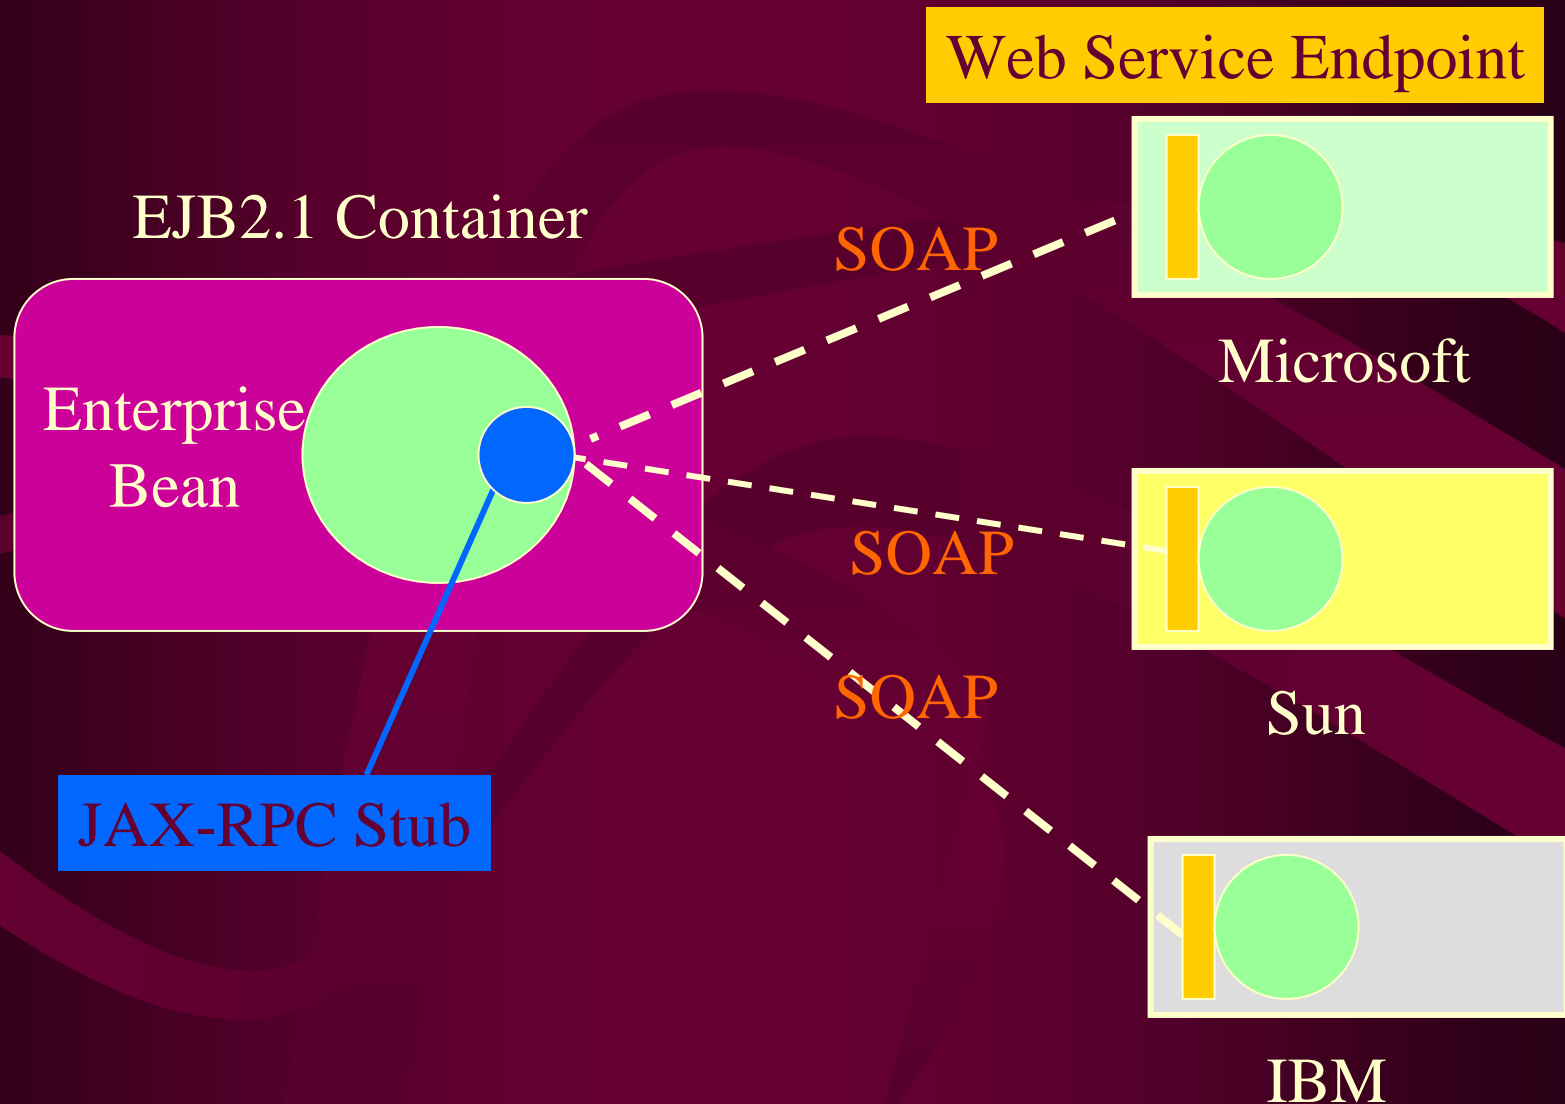 Web Service Endpoint
EJB2.1 Container
SOAP
Microsoft
Enterprise
Bean
SOAP
SOAP
Sun
JAX-RPC Stub
IBM